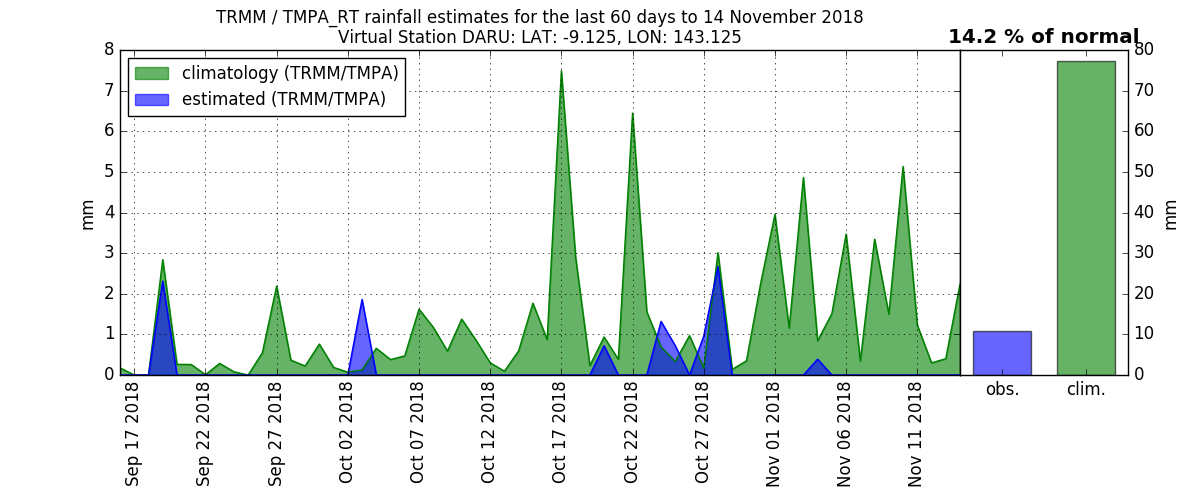 TRMM / TMPA_RT rainfall estimates for the last 60 days to 14 November 2018
Virtual Station DARU: LAT: -9.125, LON: 143.125
14.2 % of normal
climatology (TRMM/TMPA)
estimated (TRMM/TMPA)
8
7
6
5
4
3
2
1
0
mm
80
70
60
50
40
30
20
10
0
mm
Sep 17 2018
Sep 22 2018
Sep 27 2018
Oct 02 2018
Oct 07 2018
Oct 12 2018
Oct 17 2018
Oct 22 2018
Oct 27 2018
Nov 01 2018
Nov 06 2018
Nov 11 2018
obs.
clim.